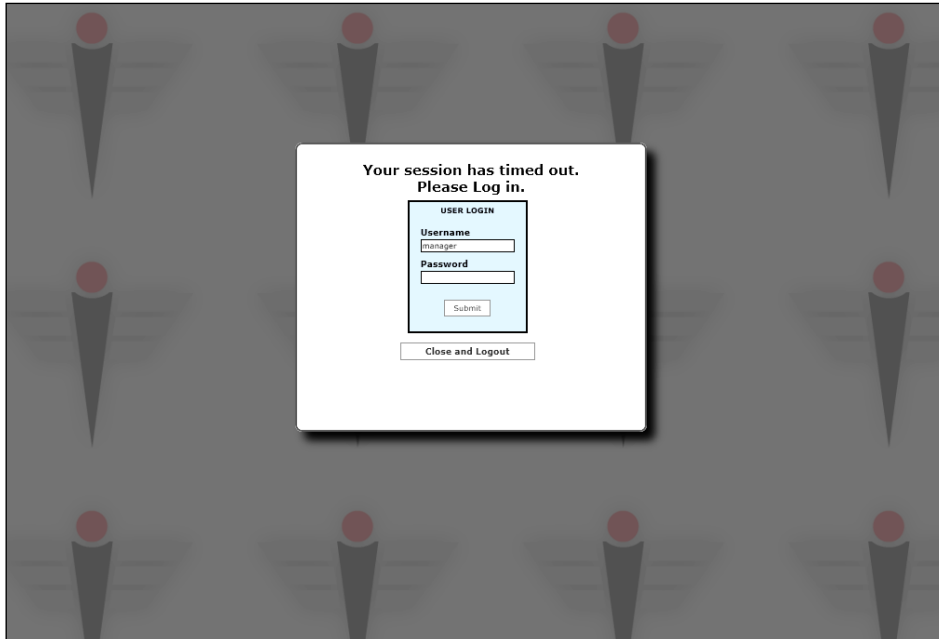 Your session has timed out.
Please Log in.
USER LOGIN
Username
manager
Password
Submit
Close and Logout